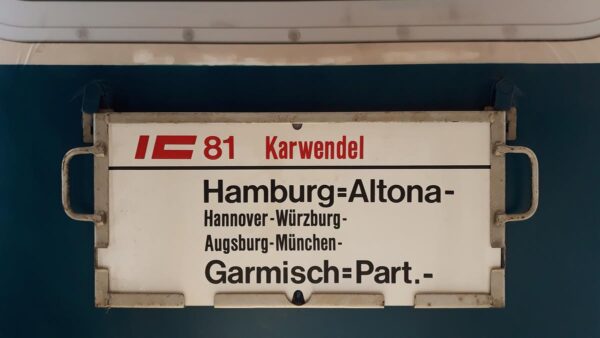 IC 81 Karwendel
Hamburg=Altona-
Hannover-Würzburg-
Augsburg-München-
Garmisch=Part.-